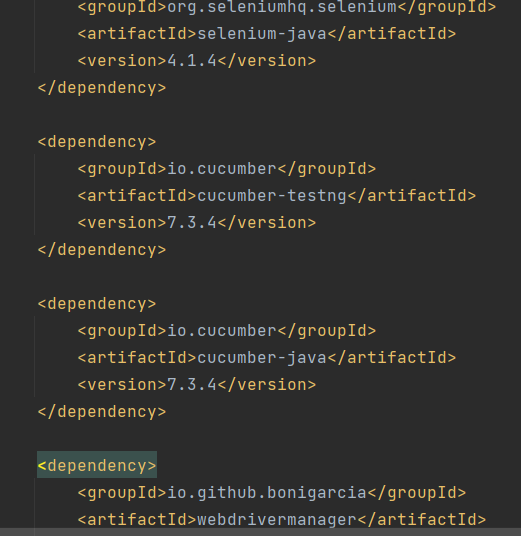 <groupId>org.seleniumhq.selenium</groupId>
<artifactId>selenium-java</artifactId>
<version>4.1.4</version>
</dependency>
<dependency>
<groupId>io.cucumber</groupId>
<artifactId>cucumber-testng</artifactId>
<version>7.3.4</version>
</dependency>
<dependency>
<groupId>io.cucumber</groupId>
<artifactId>cucumber-java</artifactId>
<version>7.3.4</version>
</dependency>
<dependency>
<groupId>io.github.bonigarcia</groupId>
<artifactId>webdrivermanager</artifactId>